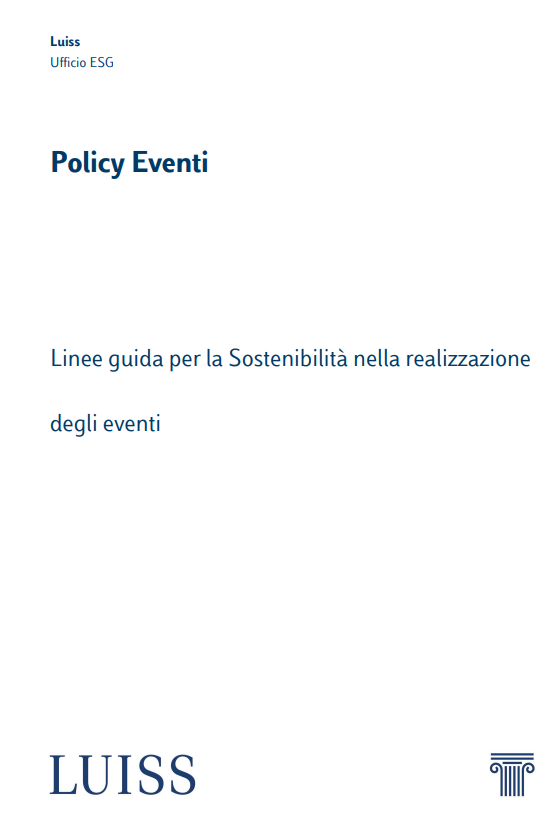 Luiss
Ufficio ESG
Policy Eventi
Linee guida per la Sostenibilità nella realizzazione
degli eventi
LUISS